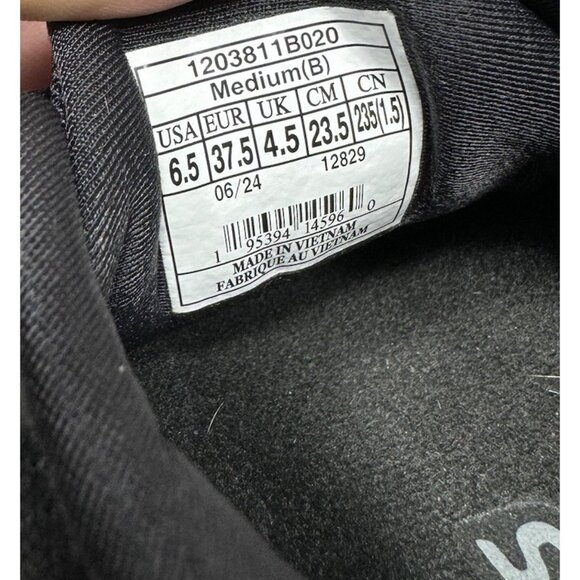 1203811B020
Medium(B)
USA EUR UK CM CN
6.5 37.5 4.5 23.5 235(1.5)
06/24 12829
1 95394 14596 0
MADE IN VIETNAM
FABRIQUE AU VIETNAM
S